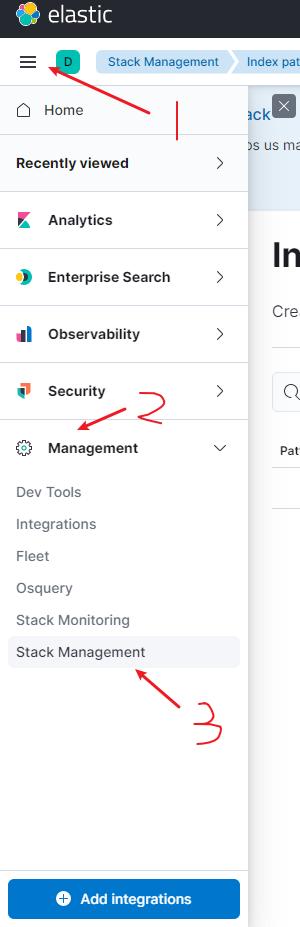 elastic
D
Stack Management
Index pat
Home
1
ack
os us ma
Recently viewed
Analytics
In
Enterprise Search
Crea
Observability
Security
2
Management
Pat
Dev Tools
Integrations
Fleet
Osquery
Stack Monitoring
Stack Management
3
Add integrations